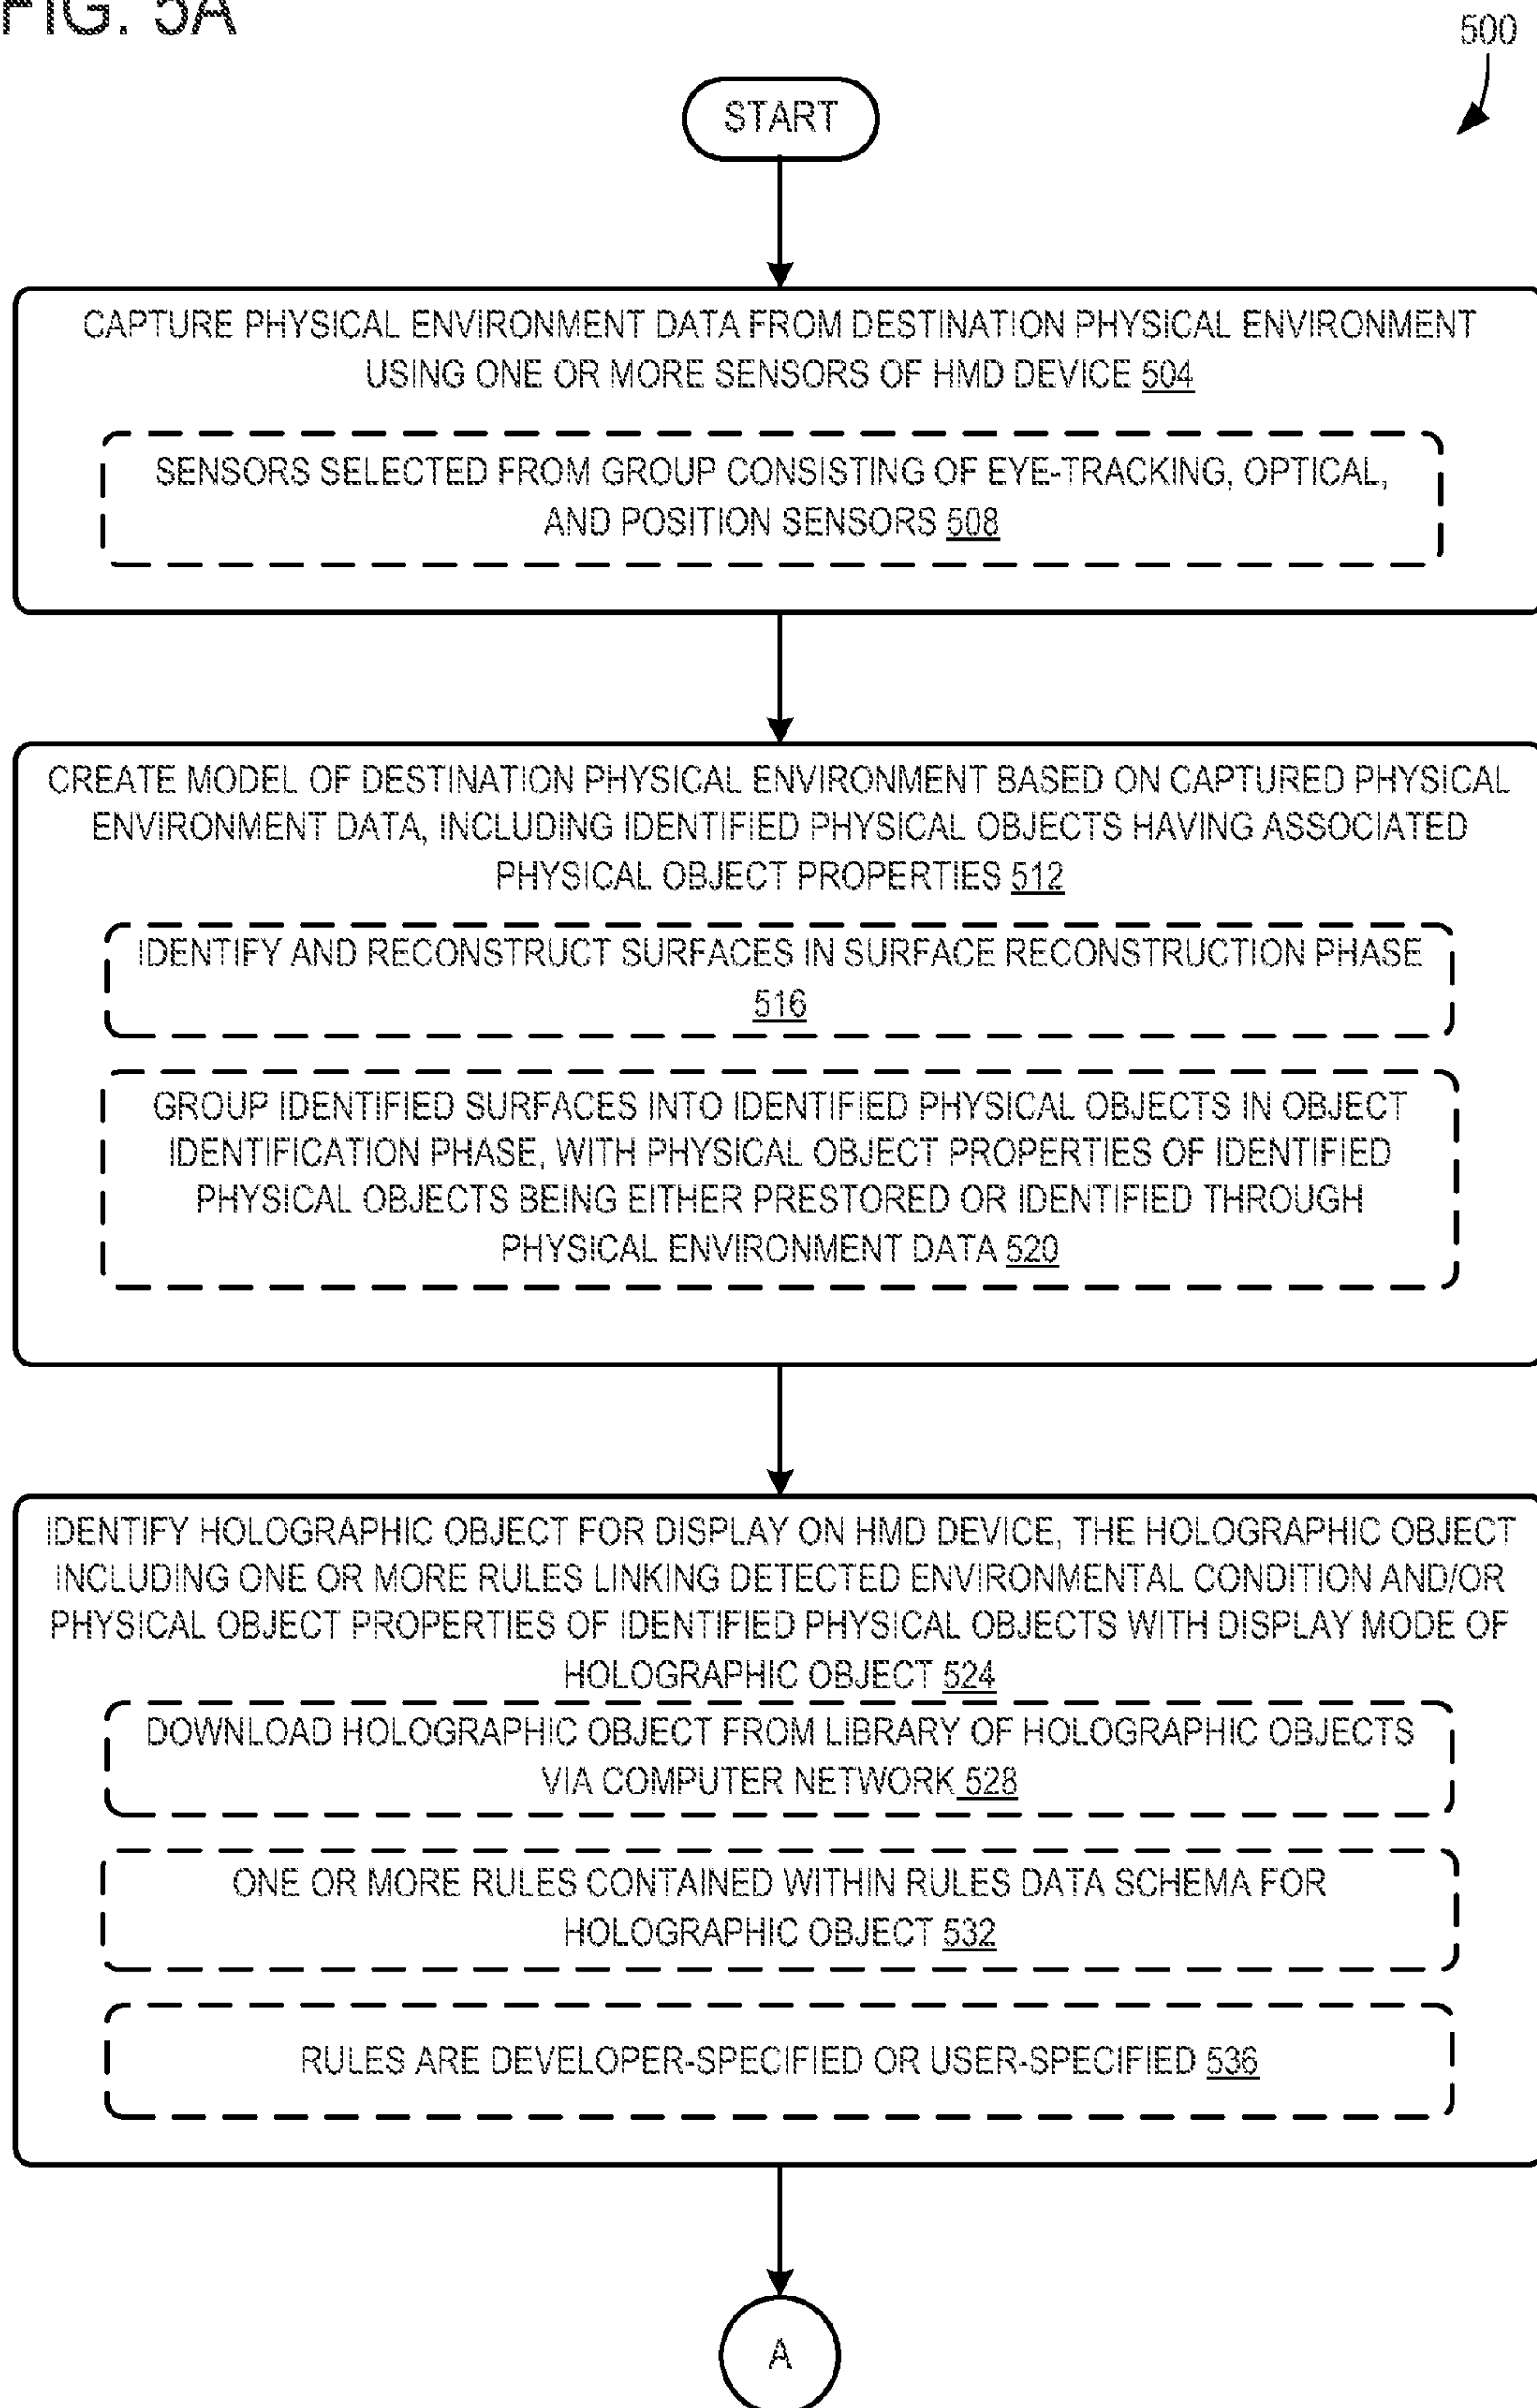 FIG. 5A
500
START
CAPTURE PHYSICAL ENVIRONMENT DATA FROM DESTINATION PHYSICAL ENVIRONMENT
USING ONE OR MORE SENSORS OF HMD DEVICE 504
SENSORS SELECTED FROM GROUP CONSISTING OF EYE-TRACKING, OPTICAL,
AND POSITION SENSORS 508
CREATE MODEL OF DESTINATION PHYSICAL ENVIRONMENT BASED ON CAPTURED PHYSICAL
ENVIRONMENT DATA, INCLUDING IDENTIFIED PHYSICAL OBJECTS HAVING ASSOCIATED
PHYSICAL OBJECT PROPERTIES 512
IDENTIFY AND RECONSTRUCT SURFACES IN SURFACE RECONSTRUCTION PHASE
516
GROUP IDENTIFIED SURFACES INTO IDENTIFIED PHYSICAL OBJECTS IN OBJECT
IDENTIFICATION PHASE, WITH PHYSICAL OBJECT PROPERTIES OF IDENTIFIED
PHYSICAL OBJECTS BEING EITHER PRESTORED OR IDENTIFIED THROUGH
PHYSICAL ENVIRONMENT DATA 520
IDENTIFY HOLOGRAPHIC OBJECT FOR DISPLAY ON HMD DEVICE, THE HOLOGRAPHIC OBJECT
INCLUDING ONE OR MORE RULES LINKING DETECTED ENVIRONMENTAL CONDITION AND/OR
PHYSICAL OBJECT PROPERTIES OF IDENTIFIED PHYSICAL OBJECTS WITH DISPLAY MODE OF
HOLOGRAPHIC OBJECT 524
DOWNLOAD HOLOGRAPHIC OBJECT FROM LIBRARY OF HOLOGRAPHIC OBJECTS
VIA COMPUTER NETWORK 528
ONE OR MORE RULES CONTAINED WITHIN RULES DATA SCHEMA FOR
HOLOGRAPHIC OBJECT 532
RULES ARE DEVELOPER-SPECIFIED OR USER-SPECIFIED 536
A